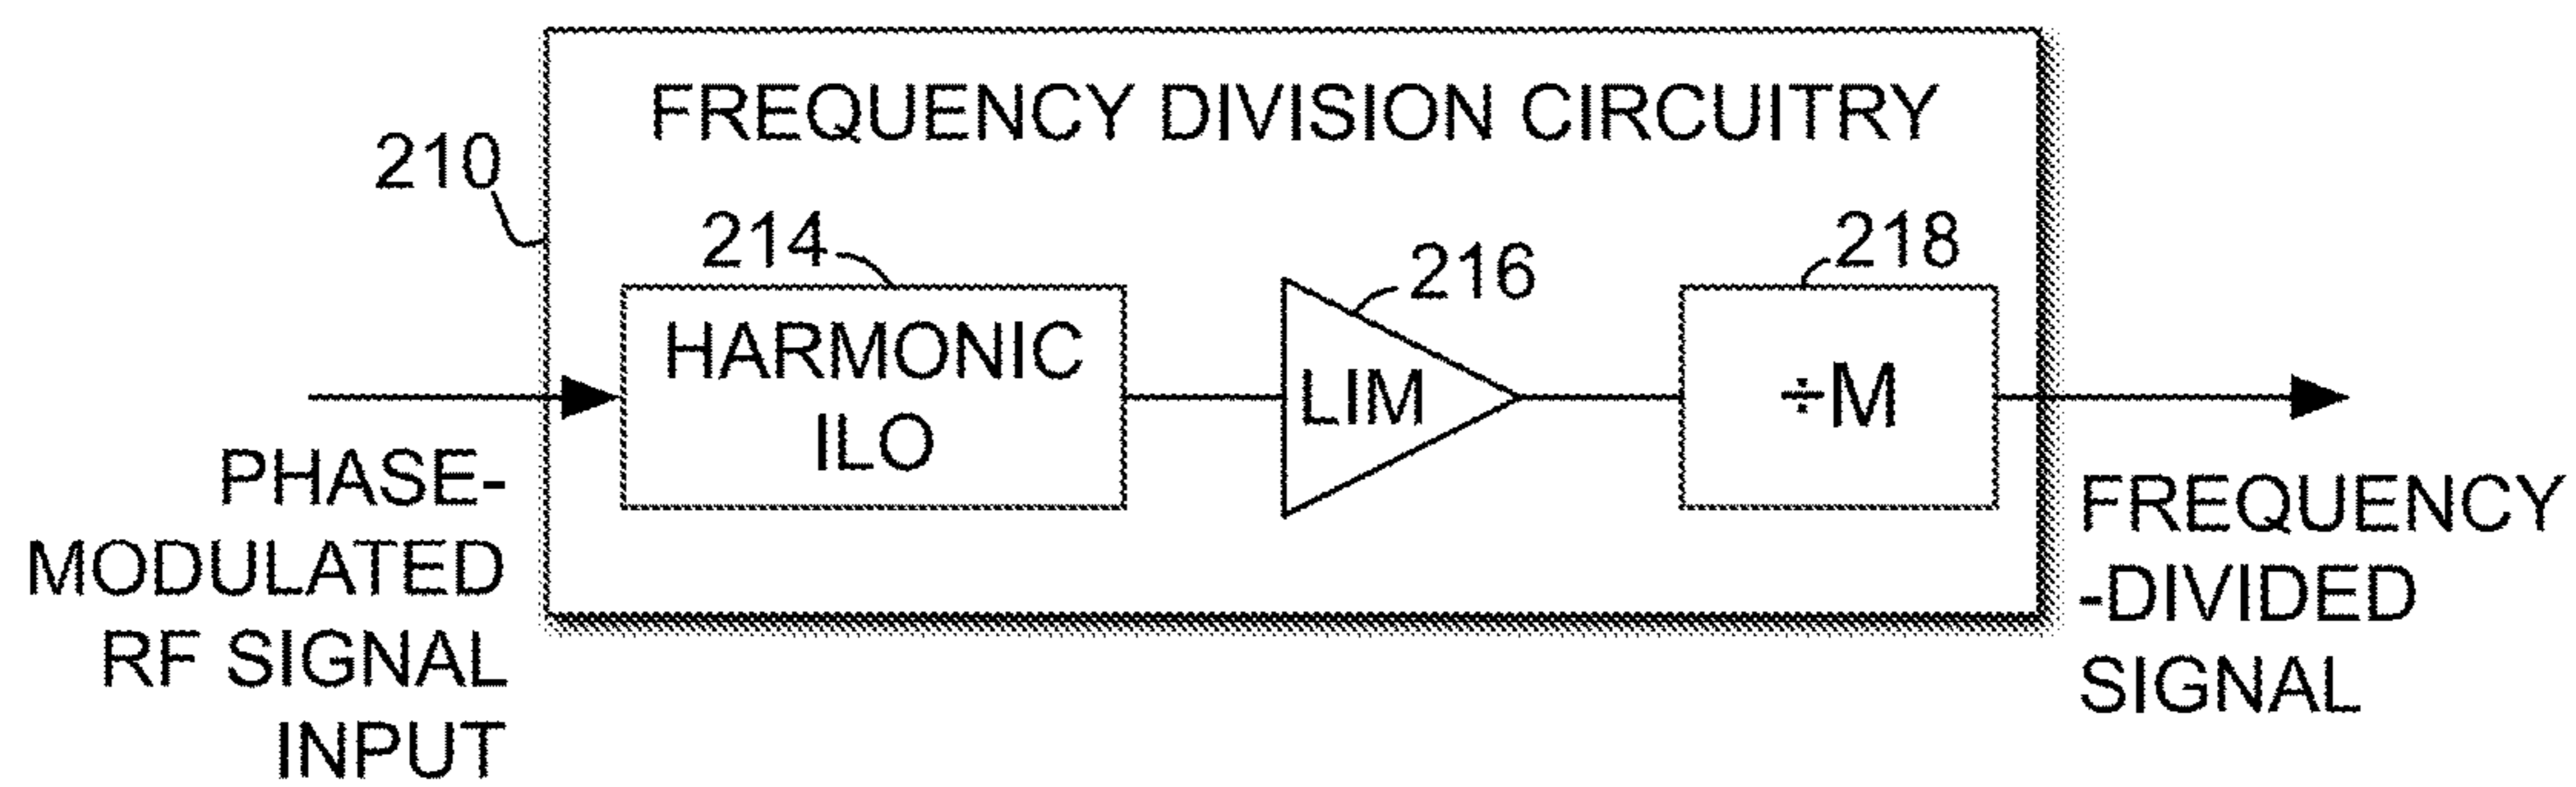 FREQUENCY DIVISION CIRCUITRY
210
214
216
218
HARMONIC
ILO
LIM
÷M
PHASE-
MODULATED
RF SIGNAL
INPUT
FREQUENCY
-DIVIDED
SIGNAL